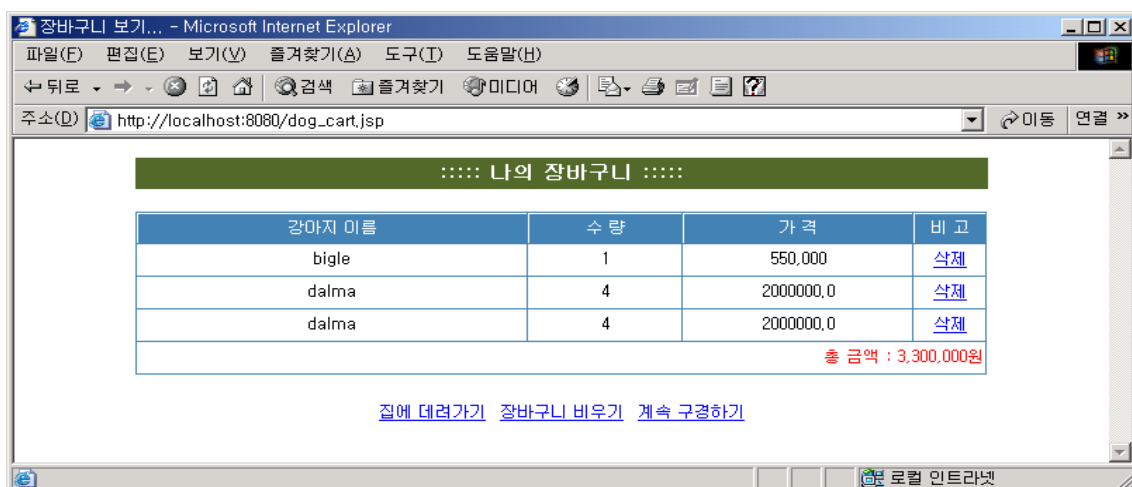 장바구니 보기... - Microsoft Internet Explorer
파일(F) 편집(E) 보기(V) 즐겨찾기(A) 도구(T) 도움말(H)
뒤로 검색 즐겨찾기 미디어
주소(D) http://localhost:8080/dog_cart.jsp 이동 연결 »
::::: 나의 장바구니 :::::
강아지 이름 수 량 가 격 비 고
bigle 1 550,000 삭제
dalma 4 2000000.0 삭제
dalma 4 2000000.0 삭제
총 금액 : 3,300,000원
집에 데려가기 장바구니 비우기 계속 구경하기
로컬 인트라넷